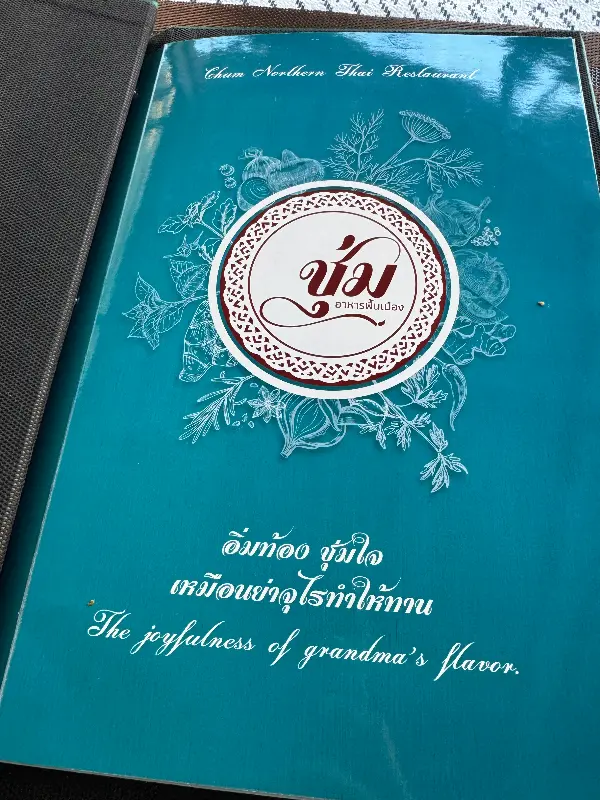 Chum Northern Thai Restaurant
ชุ่ม
อาหารพื้นเมือง
อิ่มท้อง ชุ่มใจ
เหมือนย่าจุไรทำให้ทาน
The joyfulness of grandma's flavor.